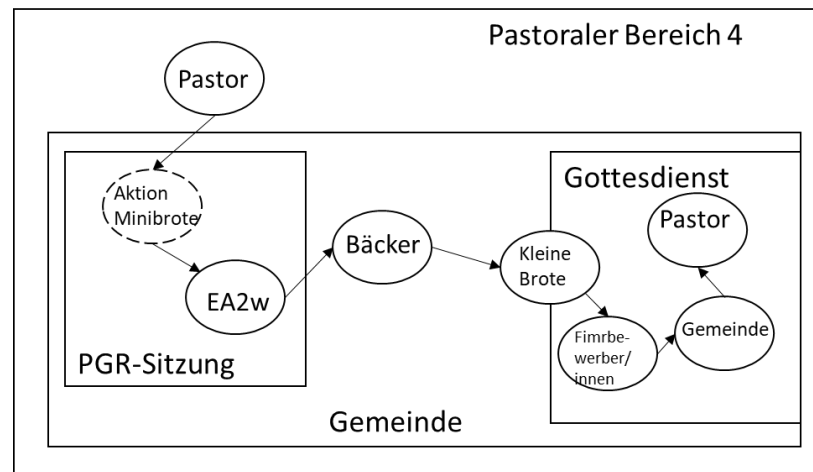 Pastoraler Bereich 4
Pastor
Aktion
Minibrote
EA2w
PGR-Sitzung
Bäcker
Kleine
Brote
Gottesdienst
Pastor
Fimrbe-
werber/
innen
Gemeinde
Gemeinde